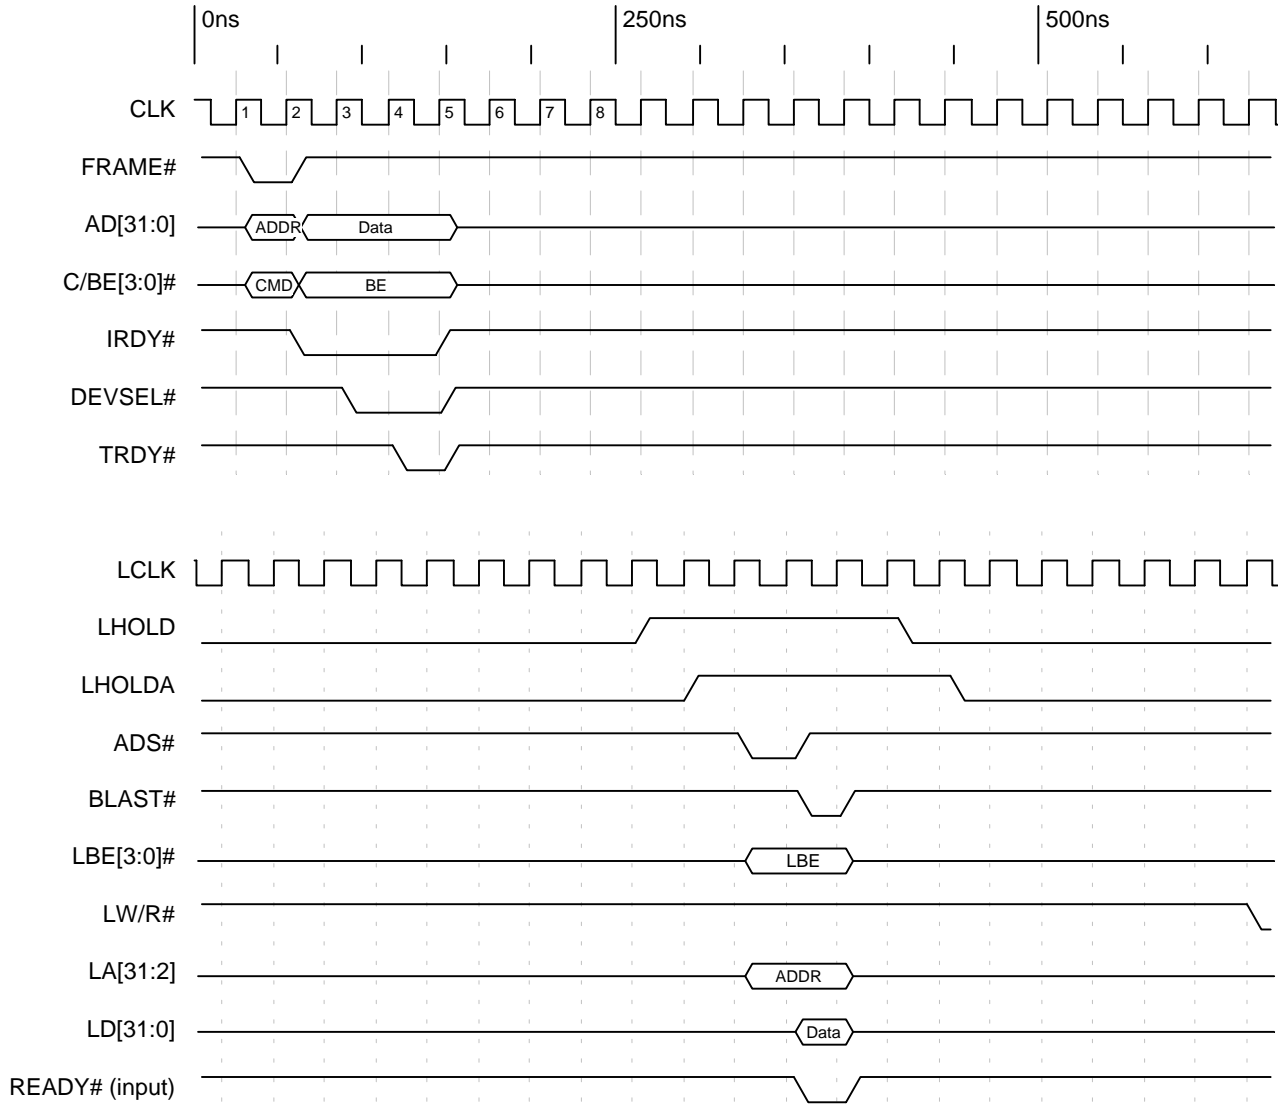 0ns 250ns 500ns
CLK 1 2 3 4 5 6 7 8
FRAME#
AD[31:0] ADDR Data
C/BE[3:0]# CMD BE
IRDY#
DEVSEL#
TRDY#
LCLK
LHOLD
LHOLDA
ADS#
BLAST#
LBE[3:0]# LBE
LW/R#
LA[31:2] ADDR
LD[31:0] Data
READY# (input)